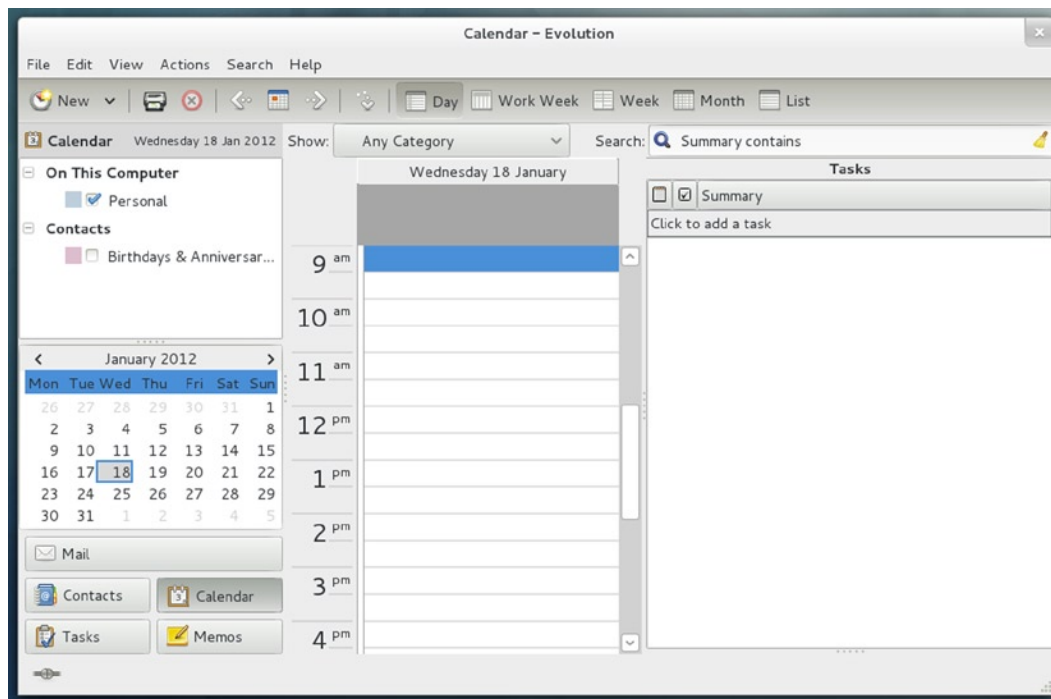 Calendar – Evolution
File Edit View Actions Search Help
New Day Work Week Week Month List
Calendar Wednesday 18 Jan 2012 Show: Any Category Search: Summary contains
On This Computer
Personal
Contacts
Birthdays & Anniversar...
January 2012
Mon Tue Wed Thu Fri Sat Sun
26 27 28 29 30 31 1
2 3 4 5 6 7 8
9 10 11 12 13 14 15
16 17 18 19 20 21 22
23 24 25 26 27 28 29
30 31 1 2 3 4 5
Mail
Contacts Calendar
Tasks Memos
Wednesday 18 January
9 am
10 am
11 am
12 pm
1 pm
2 pm
3 pm
4 pm
Tasks
Summary
Click to add a task